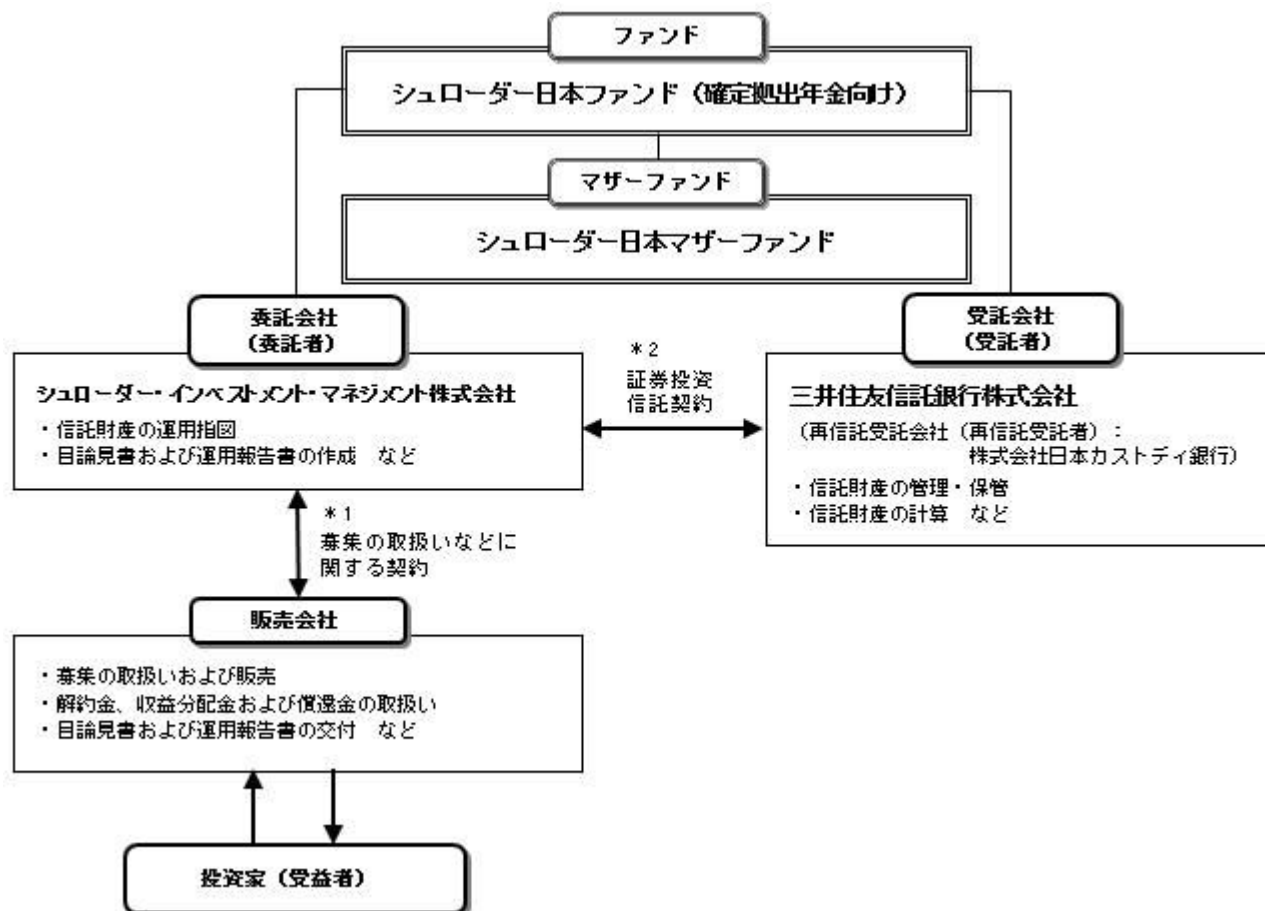 ファンド
シュローダー日本ファンド（確定拠出年金向け）
マザーファンド
シュローダー日本マザーファンド
委託会社
（委託者）
シュローダー・インベストメント・マネジメント株式会社
・信託財産の運用指図
・目論見書および運用報告書の作成　など
＊2
証券投資
信託契約
受託会社
（受託者）
三井住友信託銀行株式会社
（再信託受託会社（再信託受託者）：
株式会社日本カストディ銀行）
・信託財産の管理・保管
・信託財産の計算　など
＊1
募集の取扱いなどに
関する契約
販売会社
・募集の取扱いおよび販売
・解約金、収益分配金および償還金の取扱い
・目論見書および運用報告書の交付　など
投資家（受益者）